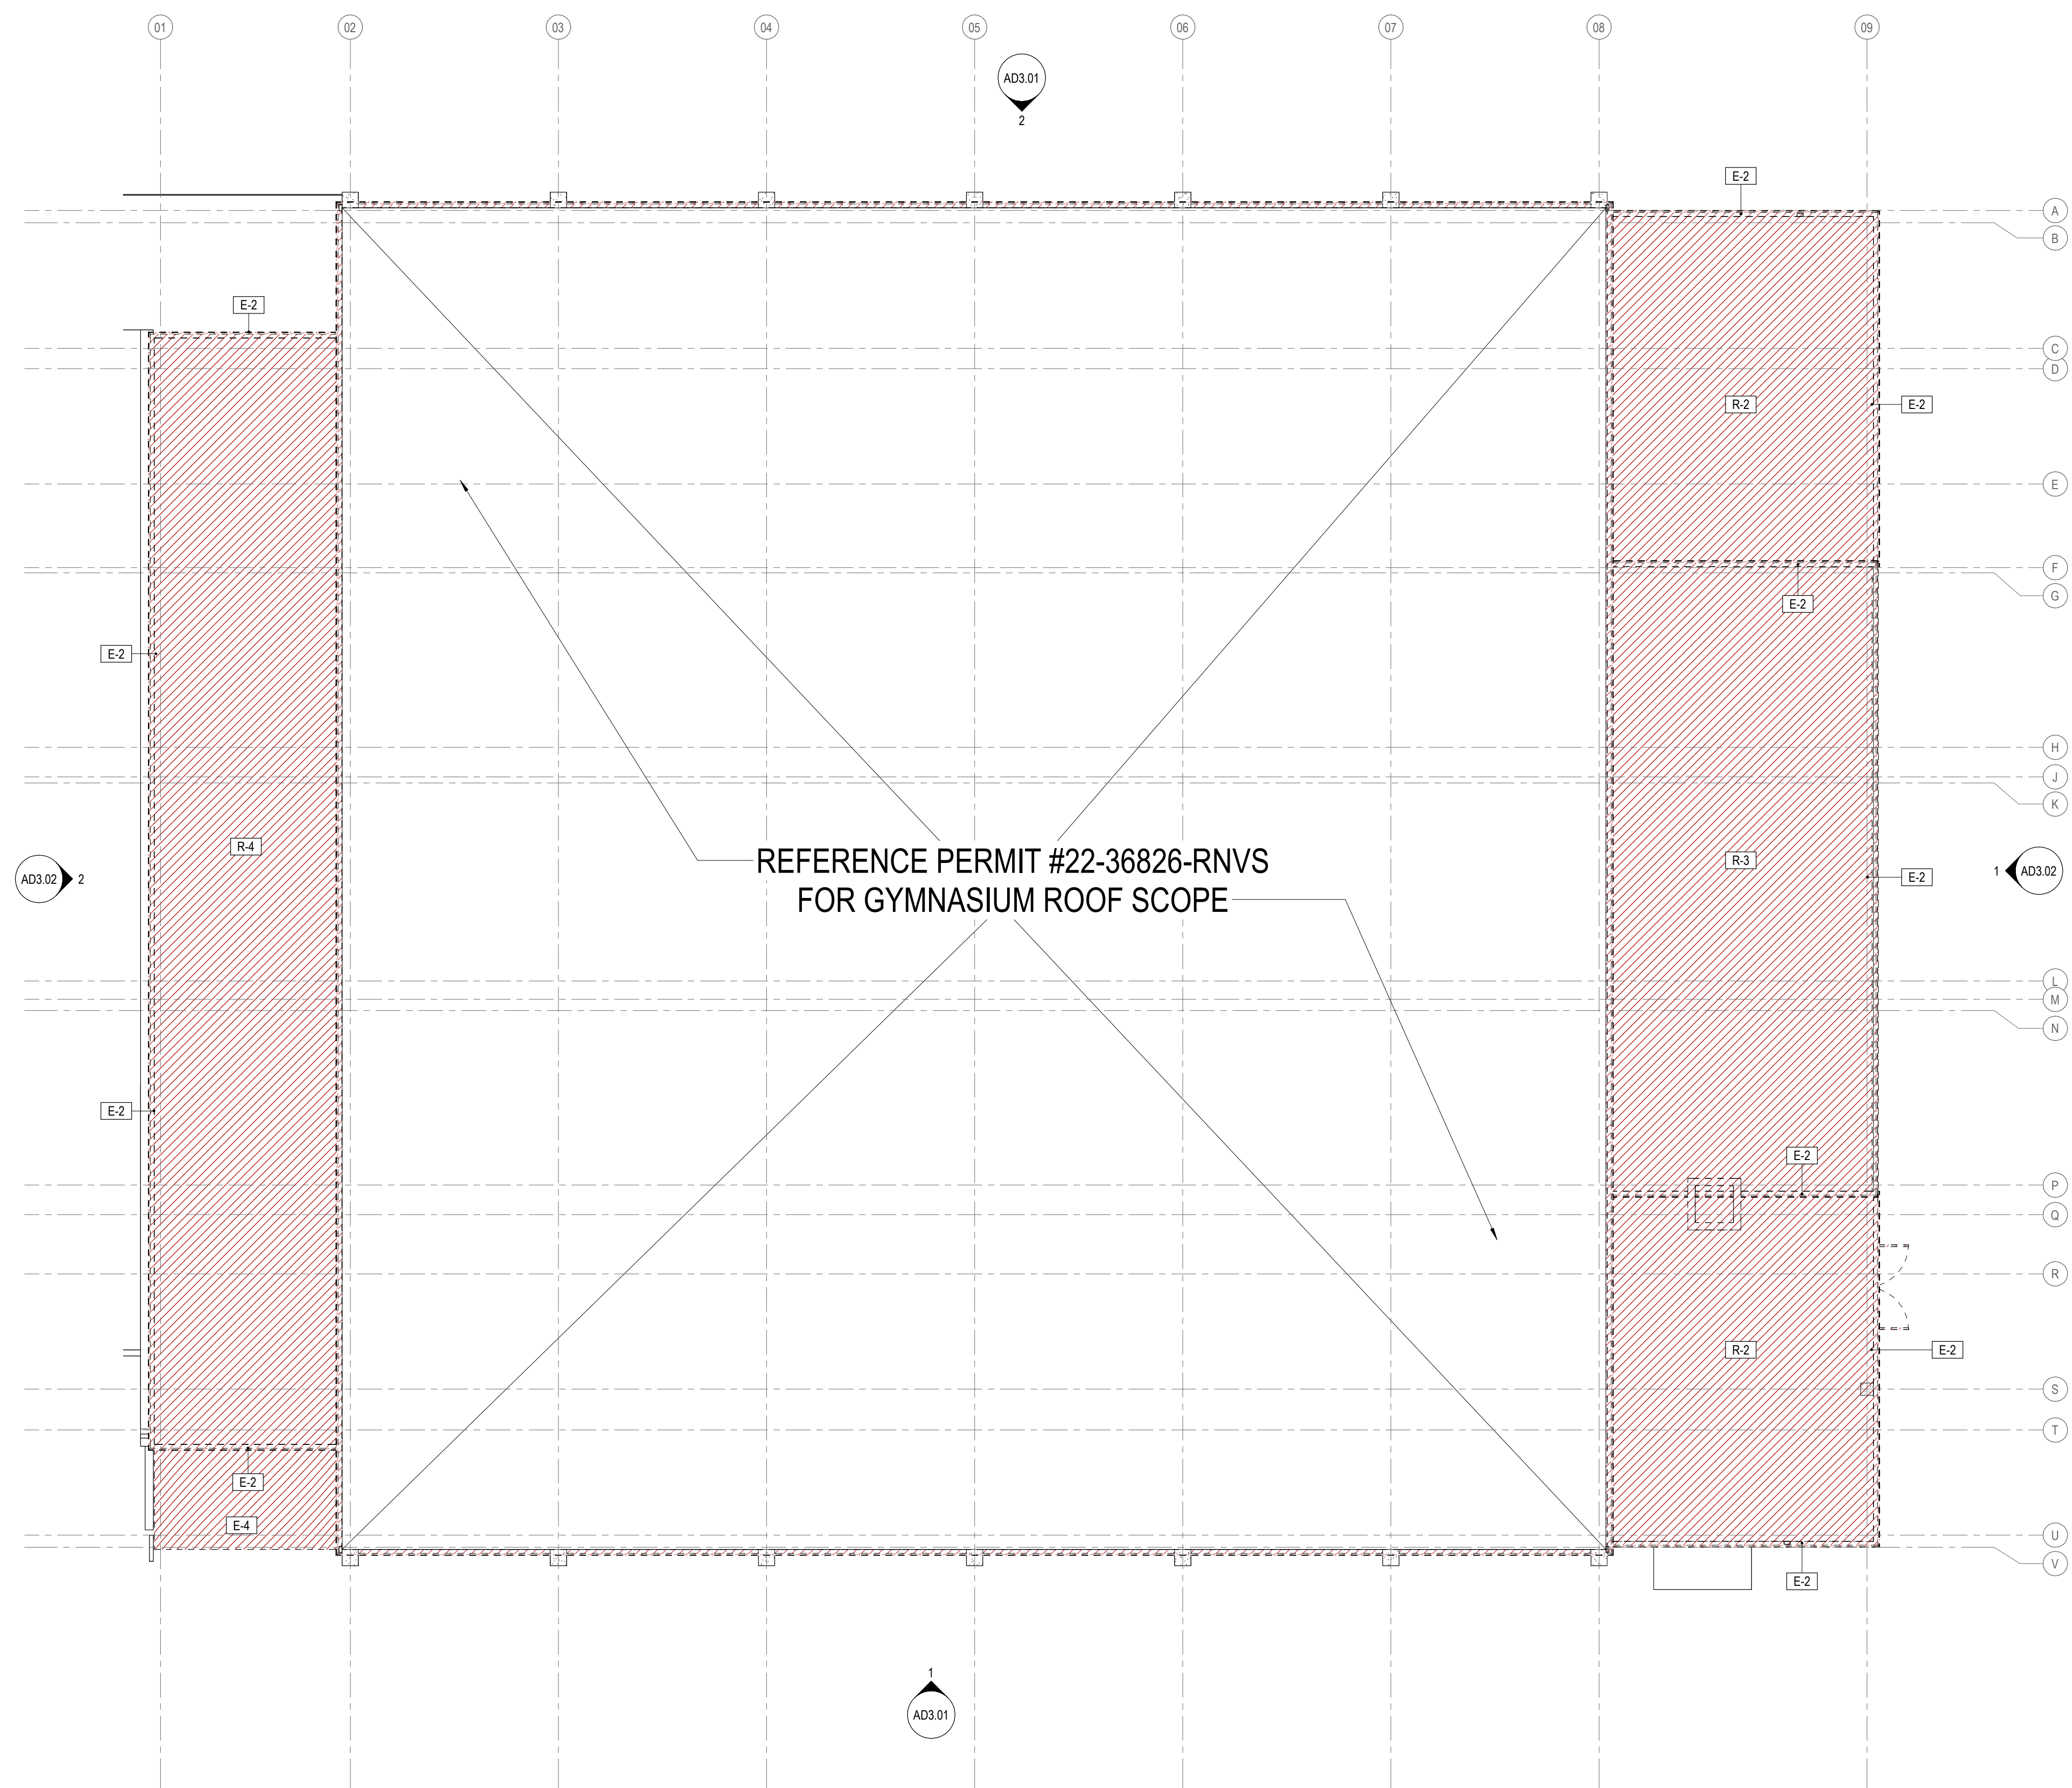 01
02
03
04
05
06
07
08
09
AD3.01
2
E-2
A
B
E-2
C
D
R-2
E-2
E
F
G
E-2
E-2
H
J
K
R-4
REFERENCE PERMIT #22-36826-RNVS
FOR GYMNASIUM ROOF SCOPE
R-3
AD3.02
2
E-2
1
AD3.02
L
M
N
E-2
E-2
P
Q
R
R-2
E-2
S
T
E-2
E-4
U
V
E-2
1
AD3.01